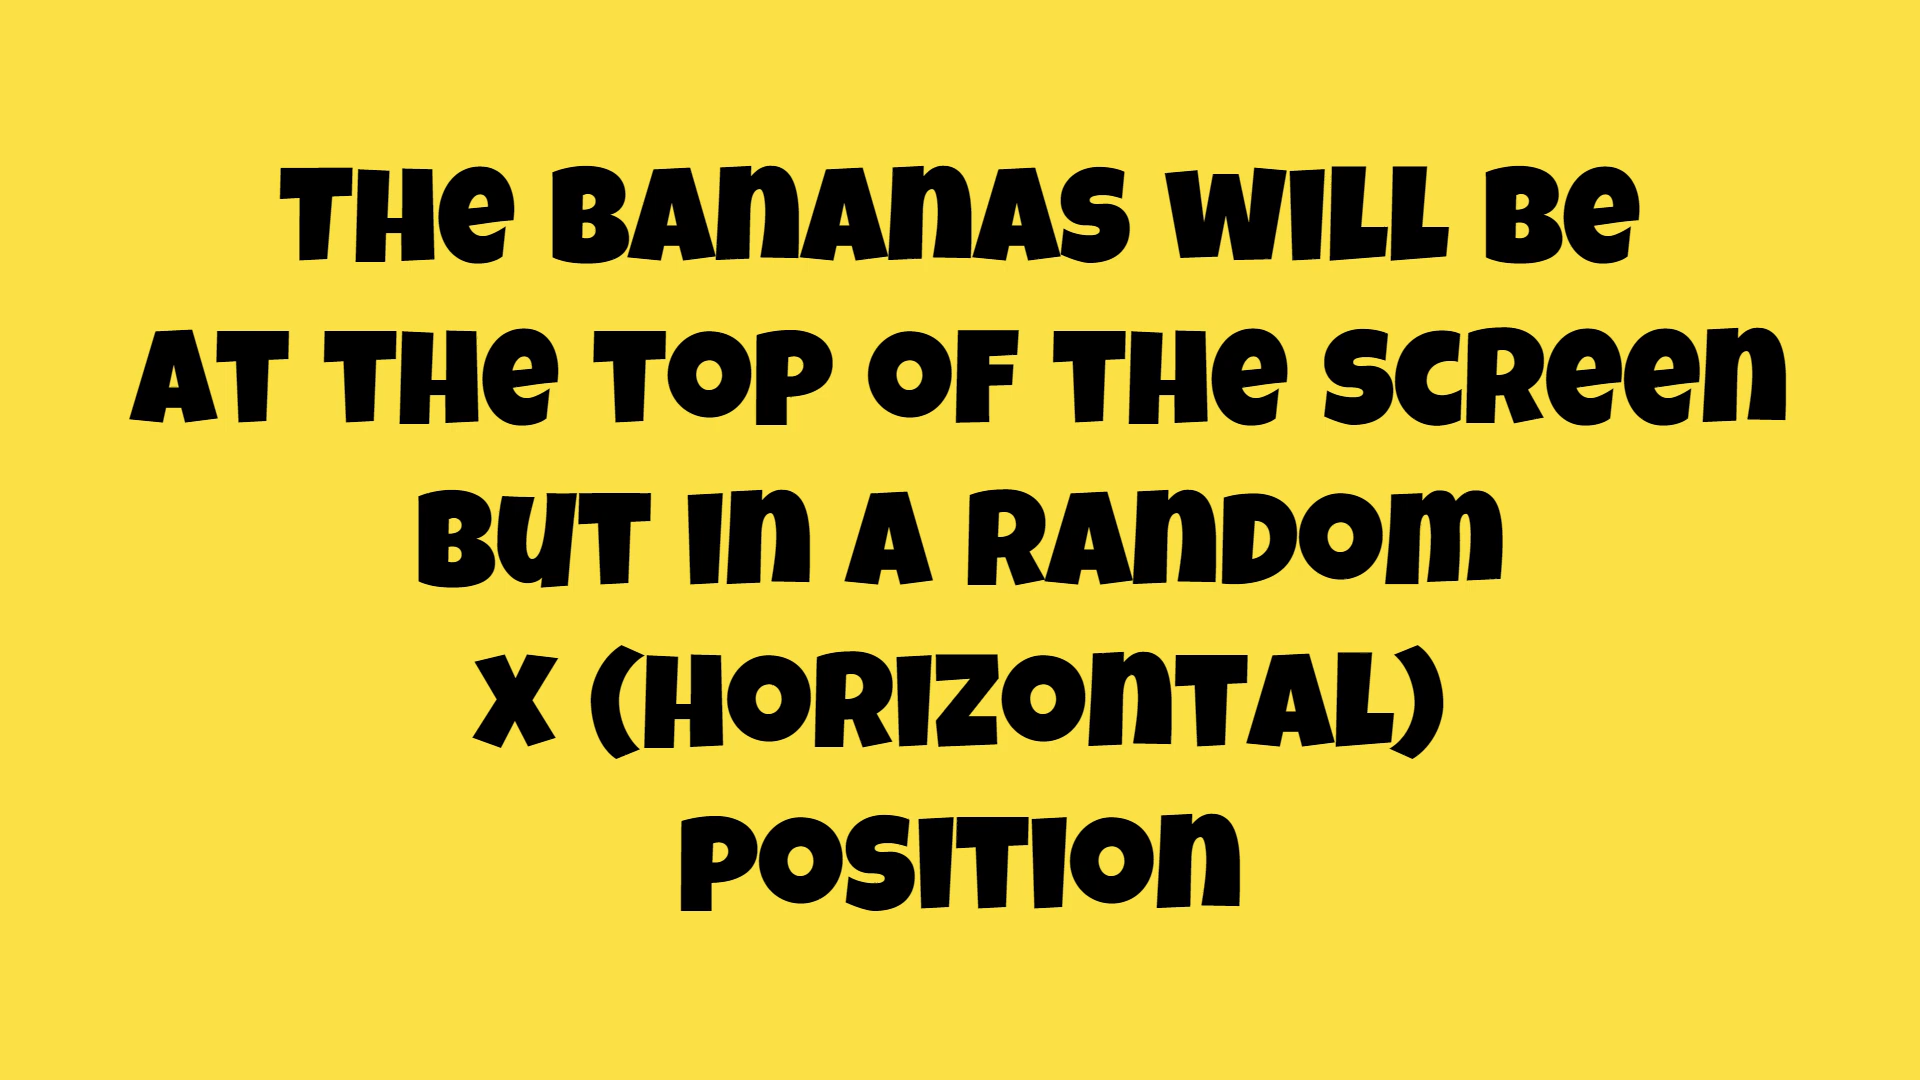 THE BANANAS WILL BE
AT THE TOP OF THE SCREEN
BUT IN A RANDOM
X (HORIZONTAL)
POSITION